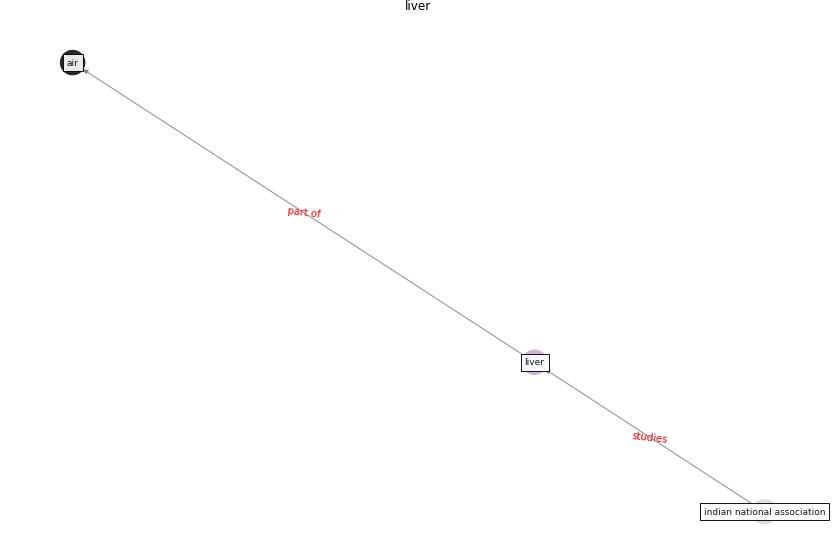 liver
air
part of
liver
studies
indian national association